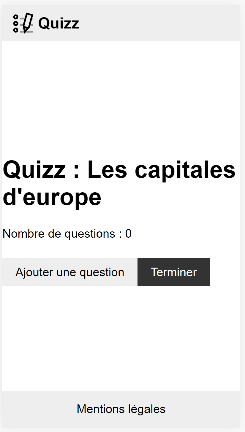 Quizz
Quizz : Les capitales
d'europe
Nombre de questions : 0
Ajouter une question
Terminer
Mentions légales